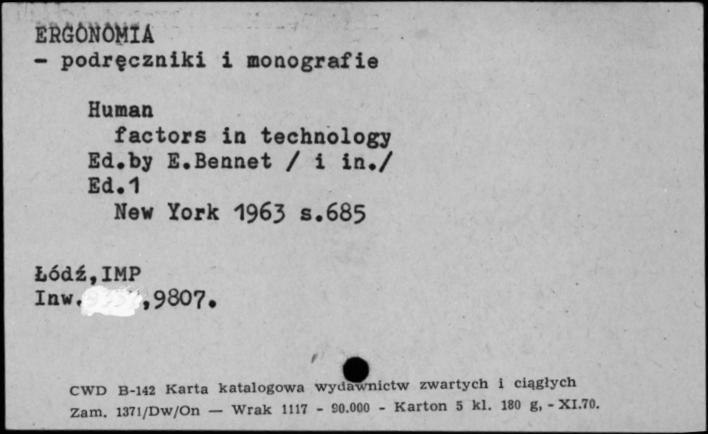 ERGONOMIA
- podręczniki i monografie
Human
factors in technology
Ed.by E.Bennet / i in./
Ed.1
New York 1963 s.685
Łódź,IMP
Inw. ,9807.
CWD B-142 Karta katalogowa wydawnictw zwartych i ciągłych
Zam. 1371/Dw/On — Wrak 1117 - 90.000 - Karton 5 kl. 180 g, - XI.70.